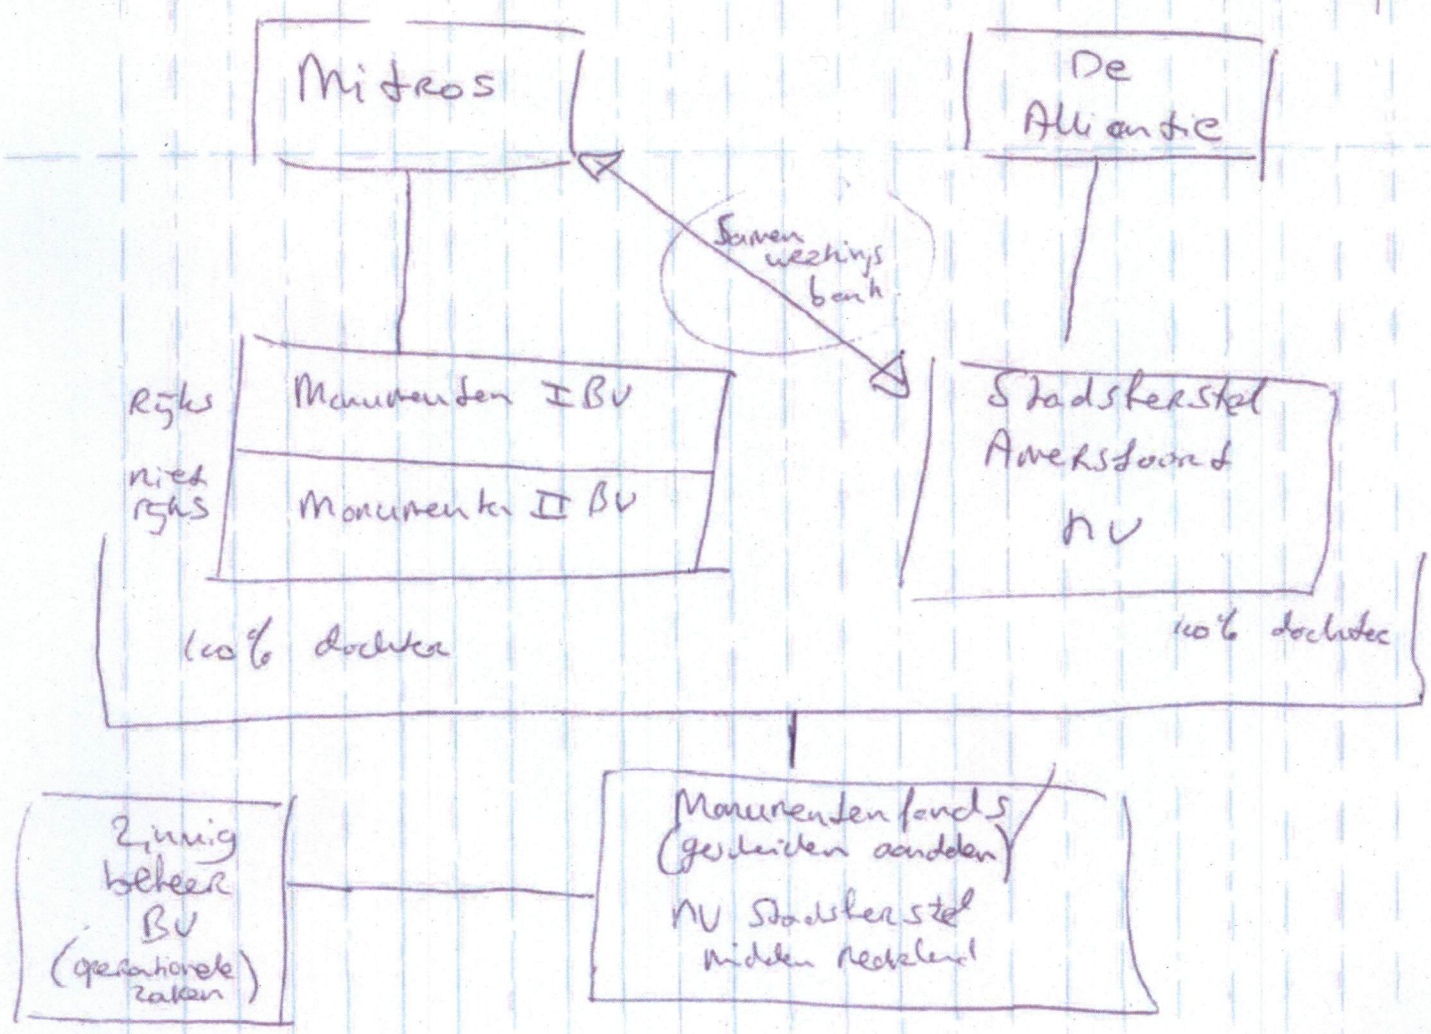 Mitros
De
Alliantie
Samen
werkings
bank
Rijks
Monumenten I BV
niet
rijks
Monumenten II BV
Stadsherstel
Amersfoort
NV
100% dochter
100% dochter
Zinnig
beheer
BV
(operationele
zaken)
Monumentenfonds
(gescheiden aandelen)
NV Stadsherstel
midden Nederland